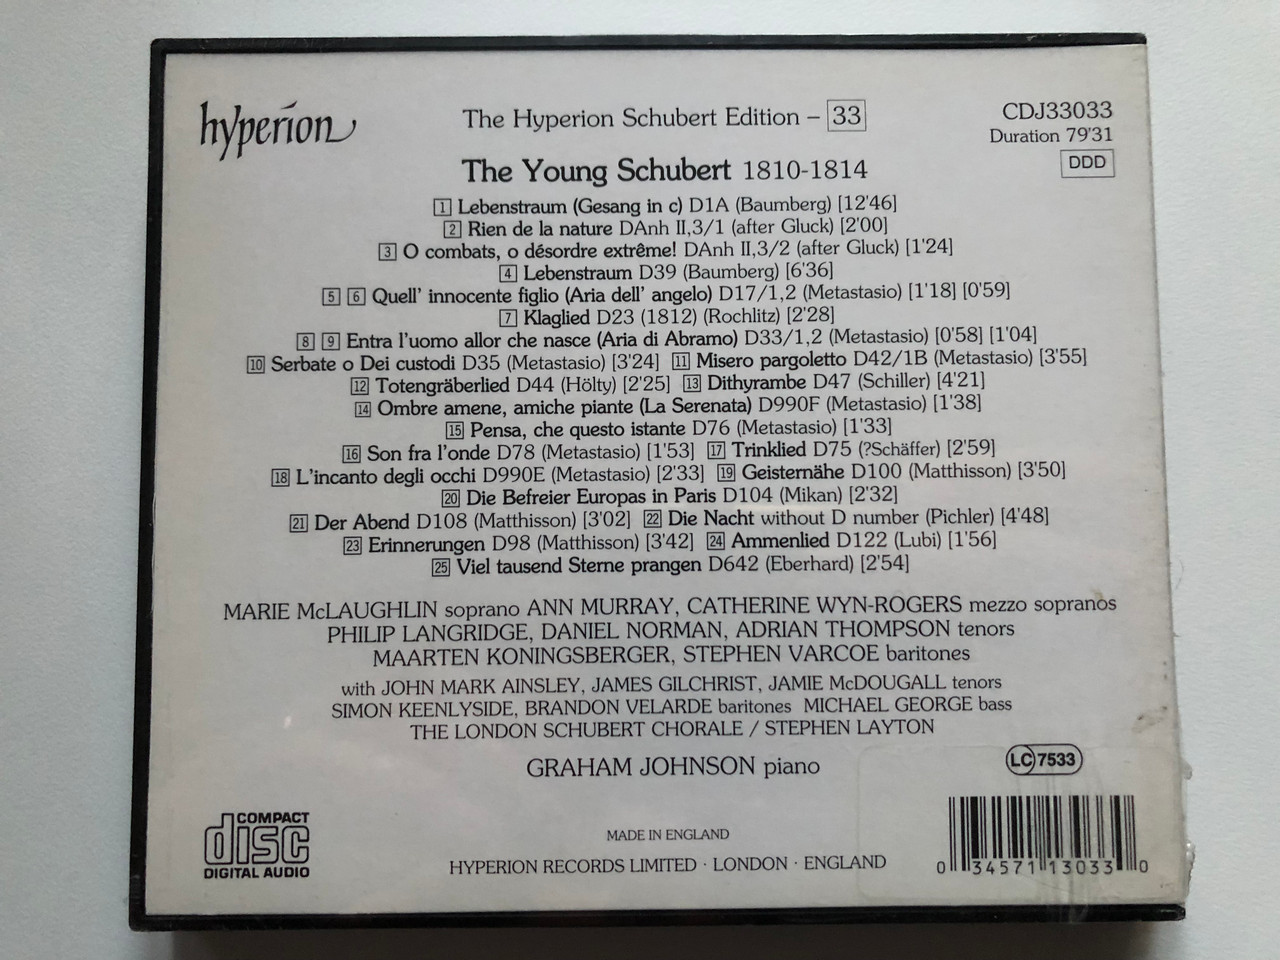 hyperion
The Hyperion Schubert Edition – 33
CDJ33033
Duration 79'31
DDD
The Young Schubert 1810-1814
1 Lebenstraum (Gesang in c) D1A (Baumberg) [12'46]
2 Rien de la nature DAnh II,3/1 (after Gluck) [2'00]
3 O combats, o désordre extrême! DAnh II,3/2 (after Gluck) [1'24]
4 Lebenstraum D39 (Baumberg) [6'36]
5 6 Quell' innocente figlio (Aria dell' angelo) D17/1,2 (Metastasio) [1'18] [0'59]
7 Klaglied D23 (1812) (Rochlitz) [2'28]
8 9 Entra l'uomo allor che nasce (Aria di Abramo) D33/1,2 (Metastasio) [0'58] [1'04]
10 Serbate o Dei custodi D35 (Metastasio) [3'24] 11 Misero pargoletto D42/1B (Metastasio) [3'55]
12 Totengräberlied D44 (Hölty) [2'25] 13 Dithyrambe D47 (Schiller) [4'21]
14 Ombre amene, amiche piante (La Serenata) D990F (Metastasio) [1'38]
15 Pensa, che questo istante D76 (Metastasio) [1'33]
16 Son fra l'onde D78 (Metastasio) [1'53] 17 Trinklied D75 (?Schäffer) [2'59]
18 L'incanto degli occhi D990E (Metastasio) [2'33] 19 Geisternähe D100 (Matthisson) [3'50]
20 Die Befreier Europas in Paris D104 (Mikan) [2'32]
21 Der Abend D108 (Matthisson) [3'02] 22 Die Nacht without D number (Pichler) [4'48]
23 Erinnerungen D98 (Matthisson) [3'42] 24 Ammenlied D122 (Lubi) [1'56]
25 Viel tausend Sterne prangen D642 (Eberhard) [2'54]
MARIE McLAUGHLIN soprano ANN MURRAY, CATHERINE WYN-ROGERS mezzo sopranos
PHILIP LANGRIDGE, DANIEL NORMAN, ADRIAN THOMPSON tenors
MAARTEN KONINGSBERGER, STEPHEN VARCOE baritones
with JOHN MARK AINSLEY, JAMES GILCHRIST, JAMIE McDOUGALL tenors
SIMON KEENLYSIDE, BRANDON VELARDE baritones MICHAEL GEORGE bass
THE LONDON SCHUBERT CHORALE / STEPHEN LAYTON
GRAHAM JOHNSON piano
LC 7533
COMPACT
disc
DIGITAL AUDIO
MADE IN ENGLAND
HYPERION RECORDS LIMITED · LONDON · ENGLAND
0 34571 13033 0